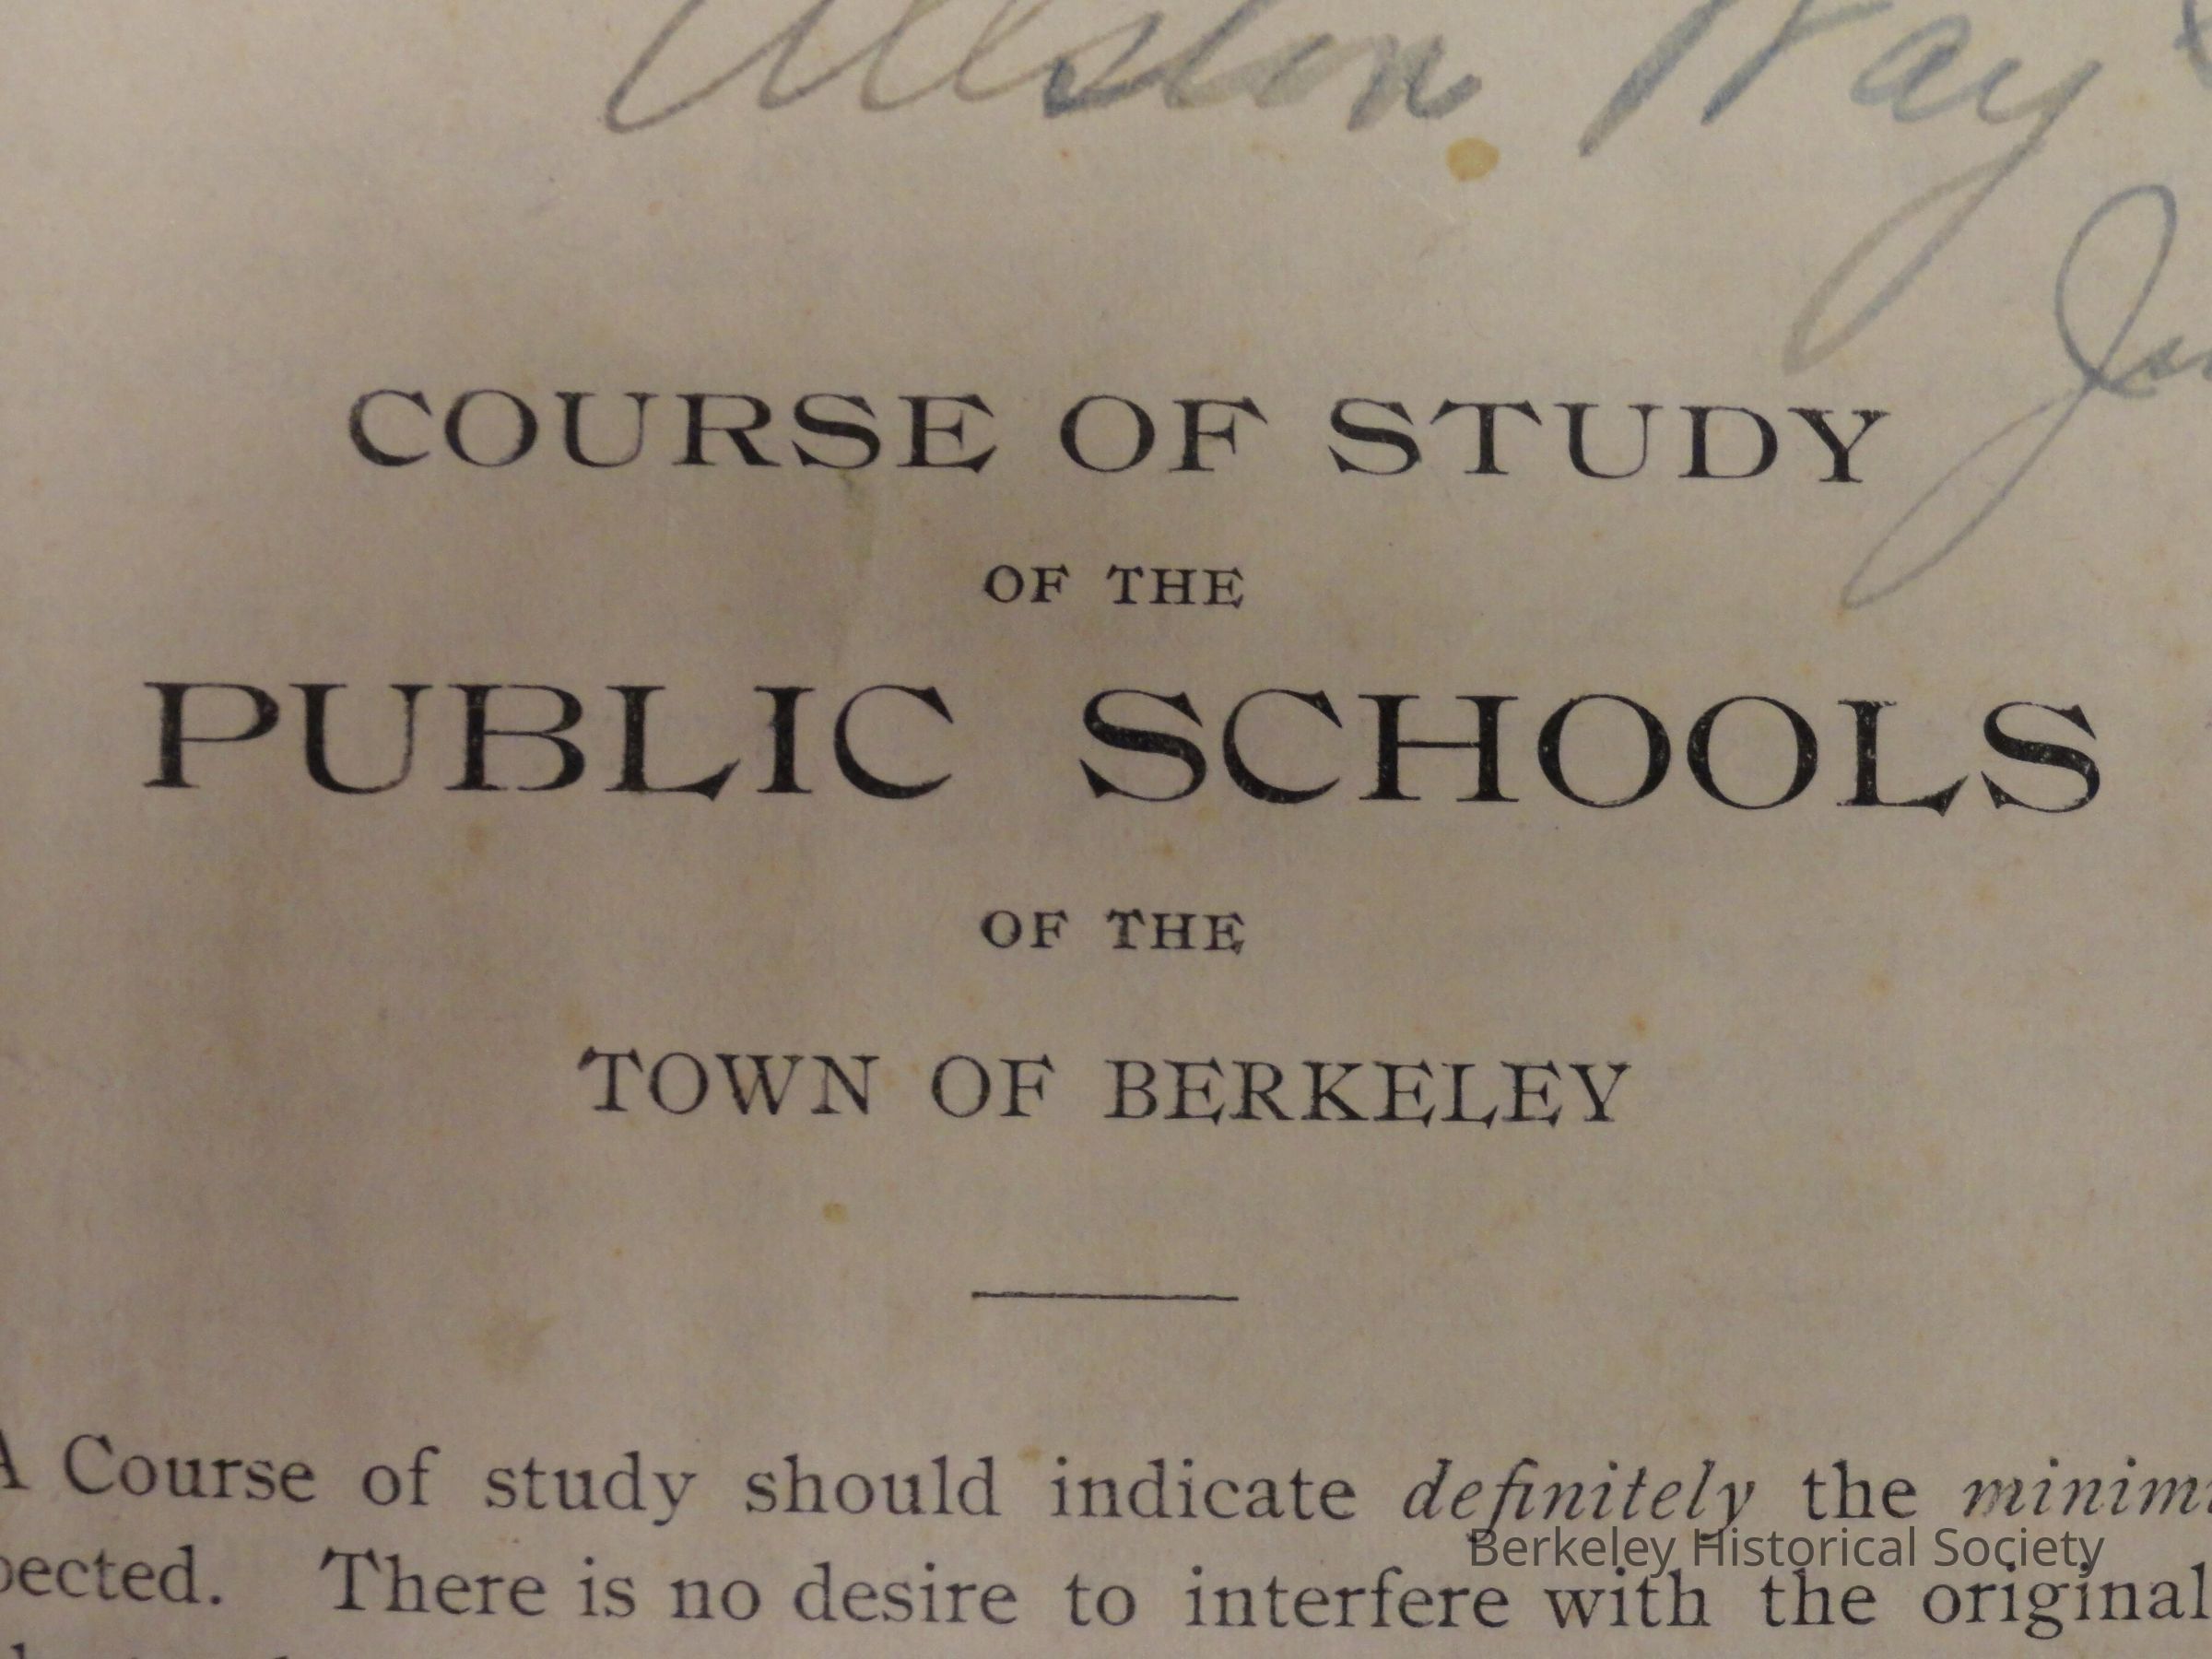 Allston Way
COURSE OF STUDY
OF THE
PUBLIC SCHOOLS
OF THE
TOWN OF BERKELEY
A Course of study should indicate definitely the minim
pected. There is no desire to interfere with the original
Berkeley Historical Society